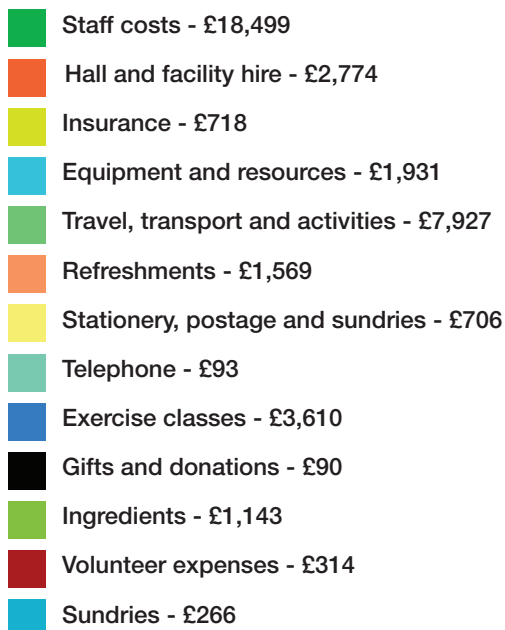 Staff costs - £18,499
Hall and facility hire - £2,774
Insurance - £718
Equipment and resources - £1,931
Travel, transport and activities - £7,927
Refreshments - £1,569
Stationery, postage and sundries - £706
Telephone - £93
Exercise classes - £3,610
Gifts and donations - £90
Ingredients - £1,143
Volunteer expenses - £314
Sundries - £266